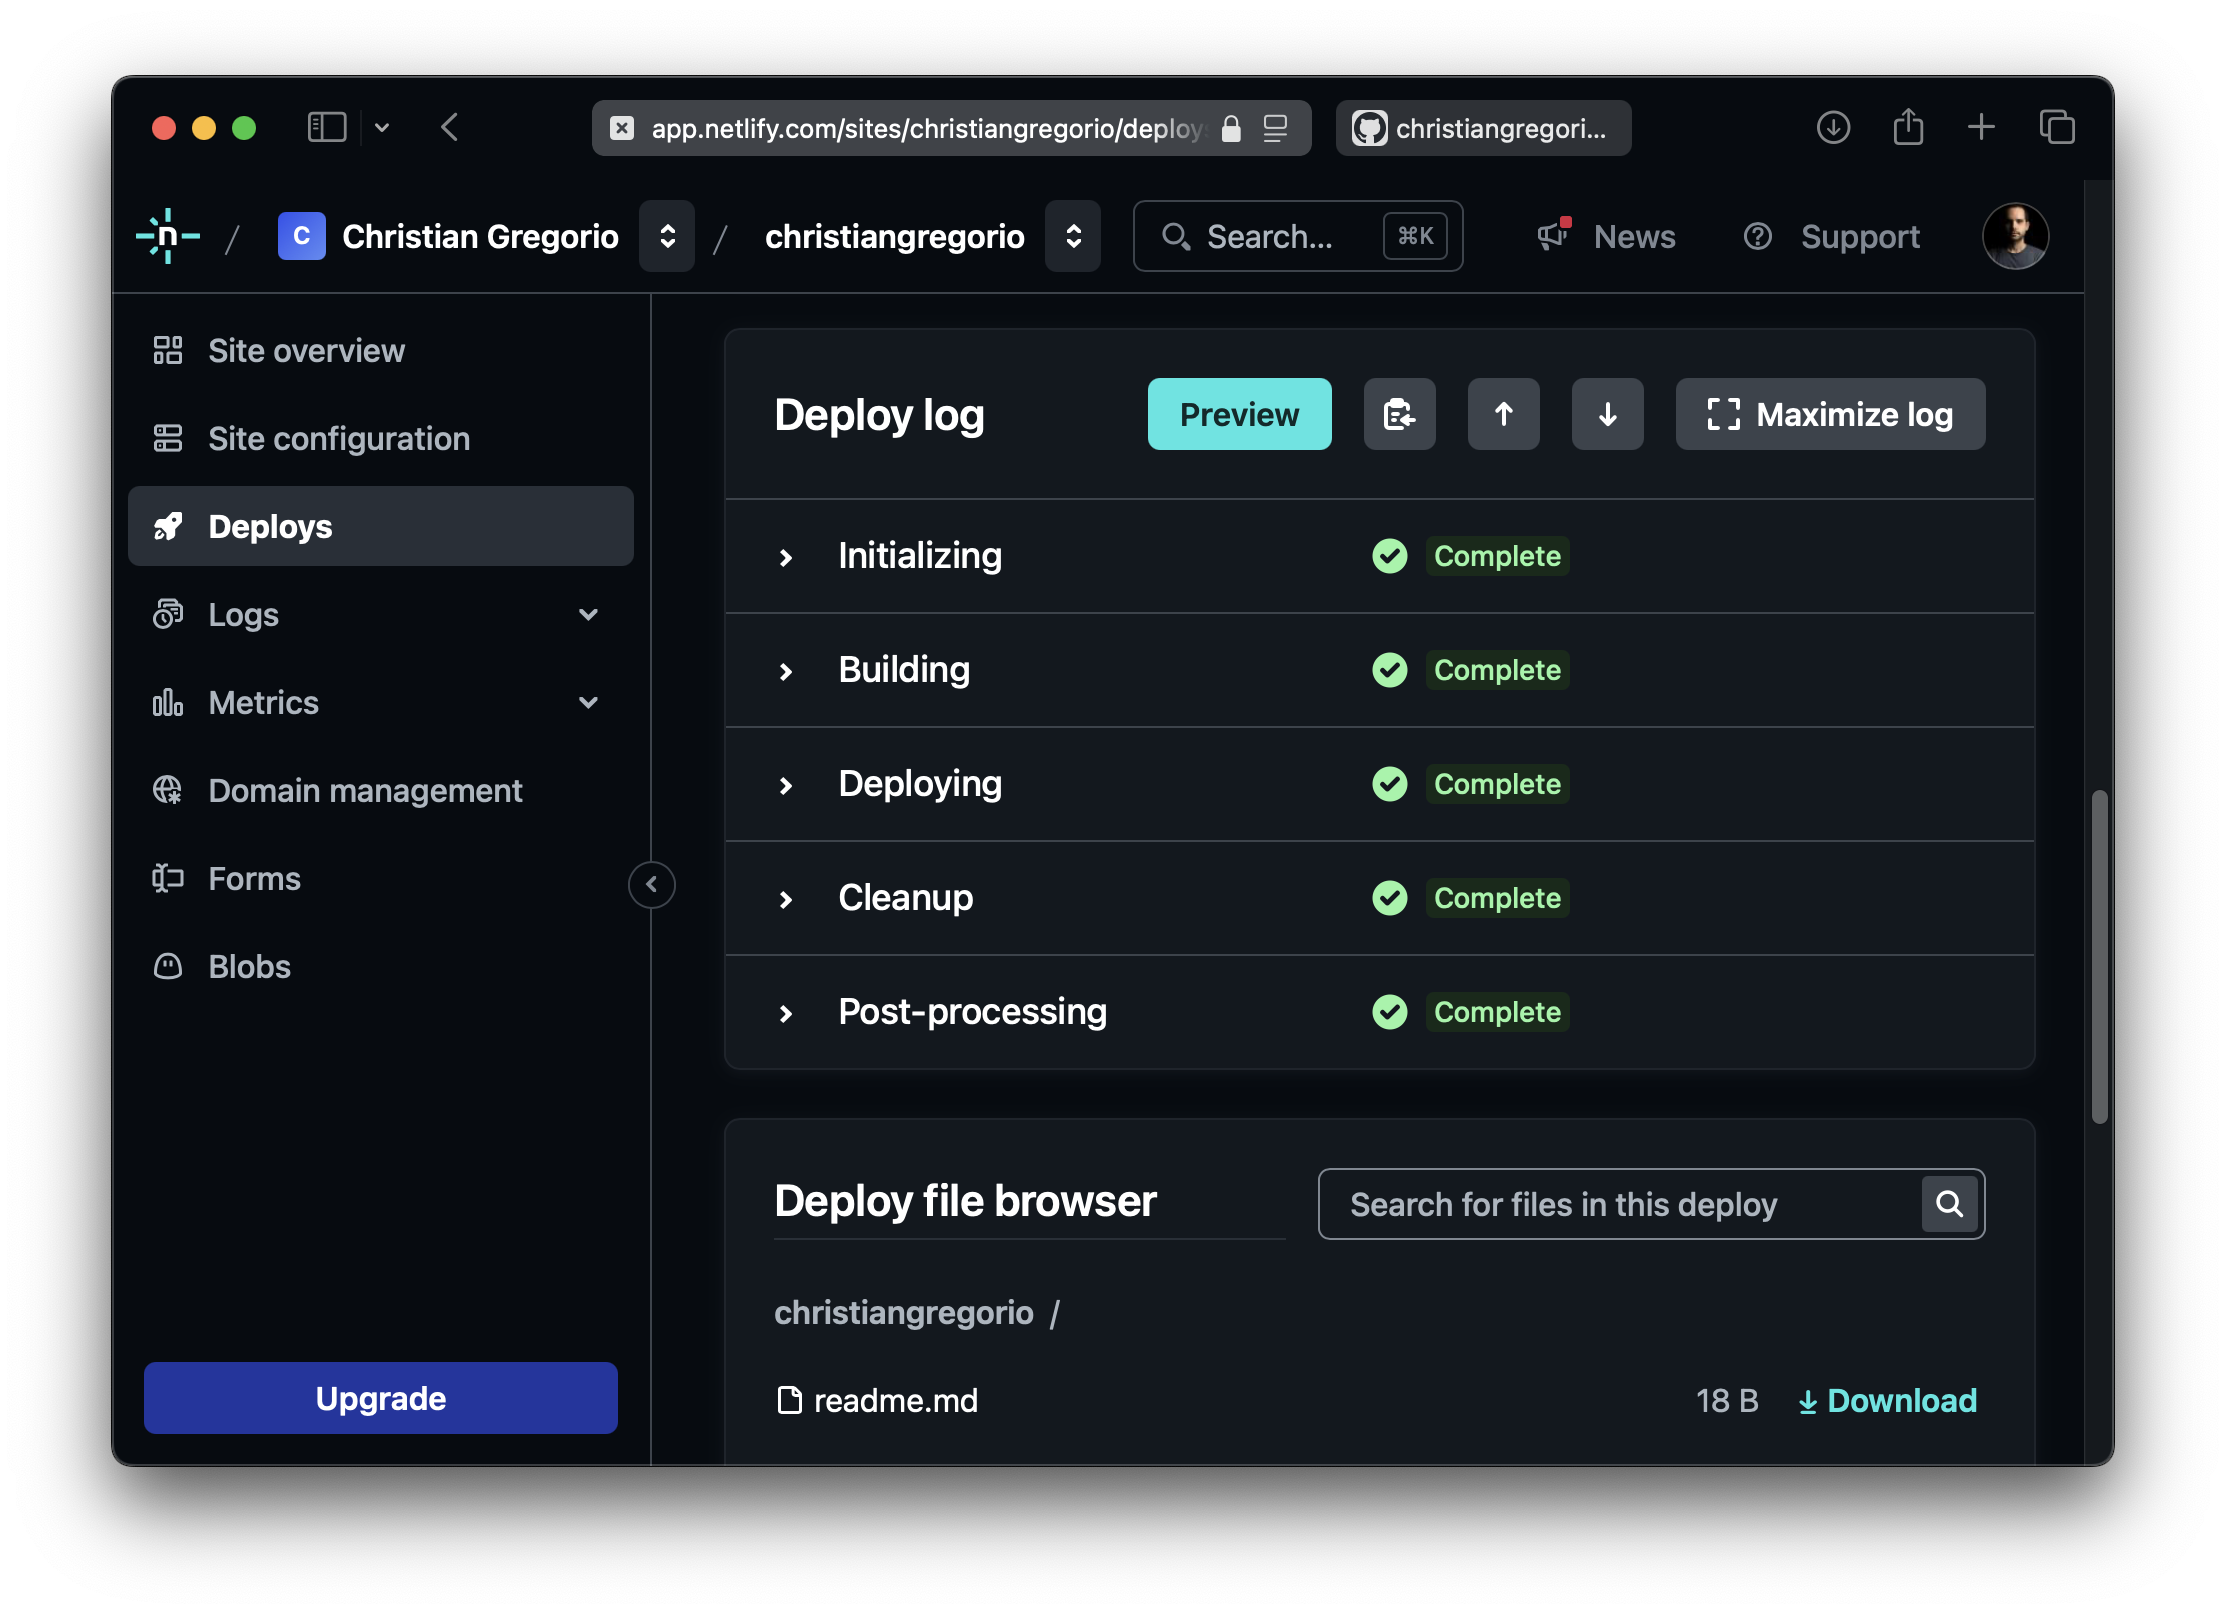 app.netlify.com/sites/christiangregorio/deploy
christiangregori...
n / C Christian Gregorio / christiangregorio Search... ⌘K News Support
Site overview
Site configuration
Deploys
Logs
Metrics
Domain management
Forms
Blobs
Upgrade
Deploy log Preview Maximize log
Initializing Complete
Building Complete
Deploying Complete
Cleanup Complete
Post-processing Complete
Deploy file browser Search for files in this deploy
christiangregorio /
readme.md 18 B Download